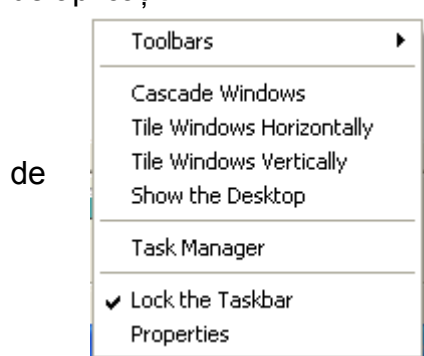 Toolbars
Cascade Windows
Tile Windows Horizontally
de
Tile Windows Vertically
Show the Desktop
Task Manager
Lock the Taskbar
Properties